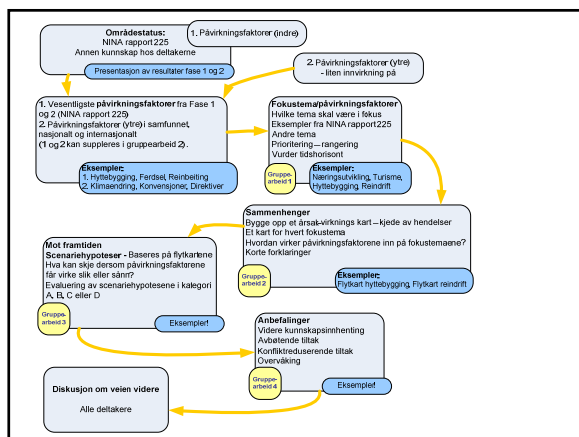 Områdestatus:
NINA rapport 225
Annen kunnskap hos deltakerne
Presentasjon av resultater fase 1 og 2
1. Påvirkningsfaktorer (indre)
2. Påvirkningsfaktorer (ytre)
- liten innvirkning på
1. Vesentligste påvirkningsfaktorer fra Fase 1
og 2 (NINA rapport 225)
2. Påvirkningsfaktorer (ytre) i samfunnet,
nasjonalt og internasjonalt
(1 og 2 kan suppleres i gruppearbeid 2).
Eksempler:
1. Hyttebygging, Ferdsel, Reinbeiting
2. Klimaendring, Konvensjoner, Direktiver
Fokustema/påvirkningsfaktorer
Hvilke tema skal være i fokus
Eksempler fra NINA rapport 225
Andre tema
Prioritering – rangering
Vurder tidshorisont
Gruppe-
arbeid 1
Eksempler:
Næringsutvikling, Turisme,
Hyttebygging, Reindrift
Sammenhenger
Bygge opp et årsat-virknings kart – kjede av hendelser
Et kart for hvert fokustema
Hvordan virker påvirkningsfaktorene inn på fokustemaøne?
Korte forklaringer
Gruppe-
arbeid 2
Eksempler:
Flytkart hyttebygging, Flytkart reindrift
Mot framtiden
Scenariehypoteser - Baseres på flytkartene
Hva kan skje dersom påvirkningsfaktorene
får virke slik eller sånn?
Evaluering av scenariehypotesene i kategori
A, B, C eller D
Gruppe-
arbeid 3
Eksempler!
Anbefalinger
Videre kunnskapsinnhenting
Avbøtende tiltak
Konfliktreduserende tiltak
Overvåking
Gruppe-
arbeid 4
Eksempler!
Diskusjon om veien videre
Alle deltakere